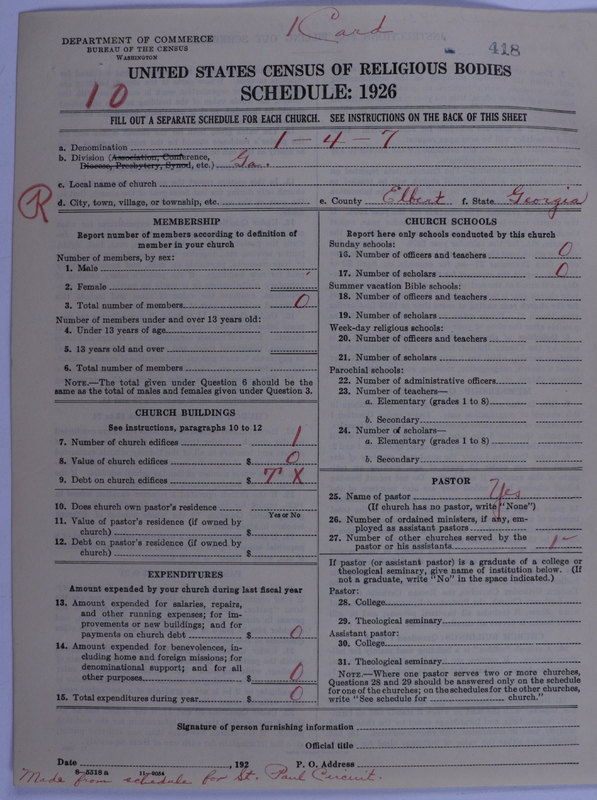 1 Card
DEPARTMENT OF COMMERCE
BUREAU OF THE CENSUS
WASHINGTON
418
UNITED STATES CENSUS OF RELIGIOUS BODIES
10
SCHEDULE: 1926
FILL OUT A SEPARATE SCHEDULE FOR EACH CHURCH. SEE INSTRUCTIONS ON THE BACK OF THIS SHEET
a. Denomination 1-4-7
b. Division (Association, Conference,
Diocese, Presbytery, Synod, etc.) Ga.
c. Local name of church
R
d. City, town, village, or township, etc. e. County Elbert f. State Georgia
MEMBERSHIP
Report number of members according to definition of
member in your church
Number of members, by sex:
1. Male
2. Female
3. Total number of members 0
Number of members under and over 13 years old:
4. Under 13 years of age
5. 13 years old and over
6. Total number of members
NOTE.—The total given under Question 6 should be the
same as the total of males and females given under Question 3.
CHURCH BUILDINGS
See instructions, paragraphs 10 to 12
7. Number of church edifices 1
8. Value of church edifices $ 0
9. Debt on church edifices $ 7 X
10. Does church own pastor's residence
Yes or No
11. Value of pastor's residence (if owned by
church) $
12. Debt on pastor's residence (if owned by
church) $
EXPENDITURES
Amount expended by your church during last fiscal year
13. Amount expended for salaries, repairs,
and other running expenses; for im-
provements or new buildings; and for
payments on church debt $ 0
14. Amount expended for benevolences, in-
cluding home and foreign missions; for
denominational support; and for all
other purposes $ 0
15. Total expenditures during year $ 0
CHURCH SCHOOLS
Report here only schools conducted by this church
Sunday schools:
16. Number of officers and teachers 0
17. Number of scholars 0
Summer vacation Bible schools:
18. Number of officers and teachers
19. Number of scholars
Week-day religious schools:
20. Number of officers and teachers
21. Number of scholars
Parochial schools:
22. Number of administrative officers
23. Number of teachers—
a. Elementary (grades 1 to 8)
b. Secondary
24. Number of scholars—
a. Elementary (grades 1 to 8)
b. Secondary
PASTOR
25. Name of pastor Yes
(If church has no pastor, write "None")
26. Number of ordained ministers, if any, em-
ployed as assistant pastors
27. Number of other churches served by the
pastor or his assistants 1-
If pastor (or assistant pastor) is a graduate of a college or
theological seminary, give name of institution below. (If
not a graduate, write "No" in the space indicated.)
Pastor:
28. College
29. Theological seminary
Assistant pastor:
30. College
31. Theological seminary
NOTE.—Where one pastor serves two or more churches,
Questions 28 and 29 should be answered only on the schedule
for one of the churches; on the schedules for the other churches,
write "See schedule for church."
Signature of person furnishing information
Official title
Date , 192 P. O. Address
8-5518 a 11-9054
Made from schedule for St. Paul Circuit.